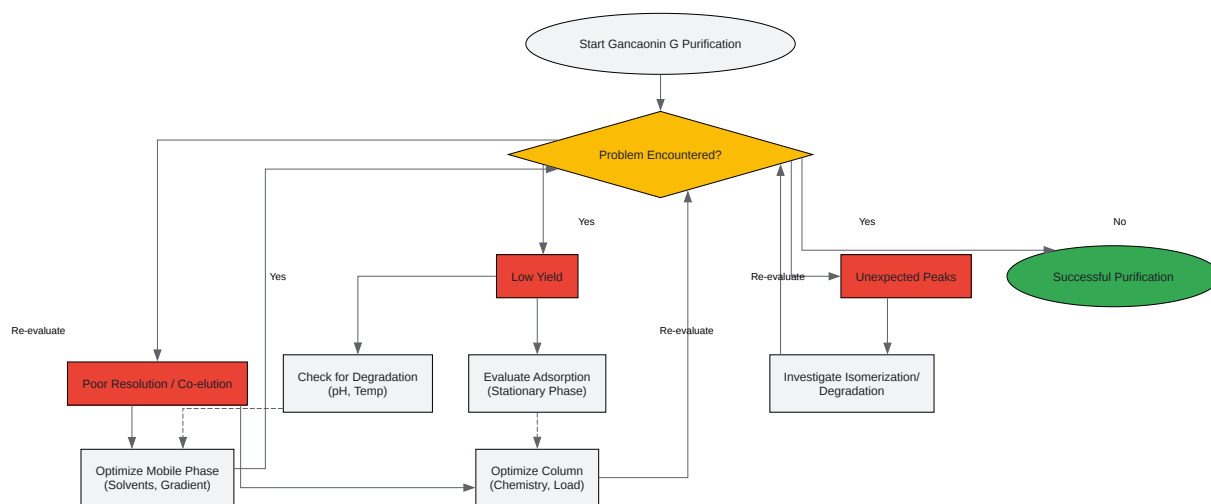 Start Gancaonin G Purification
Problem Encountered?
Yes
Yes
No
Yes
Low Yield
Re-evaluate
Unexpected Peaks
Successful Purification
Re-evaluate
Re-evaluate
Poor Resolution / Co-elution
Check for Degradation
(pH, Temp)
Evaluate Adsorption
(Stationary Phase)
Investigate Isomerization/
Degradation
Optimize Mobile Phase
(Solvents, Gradient)
Optimize Column
(Chemistry, Load)